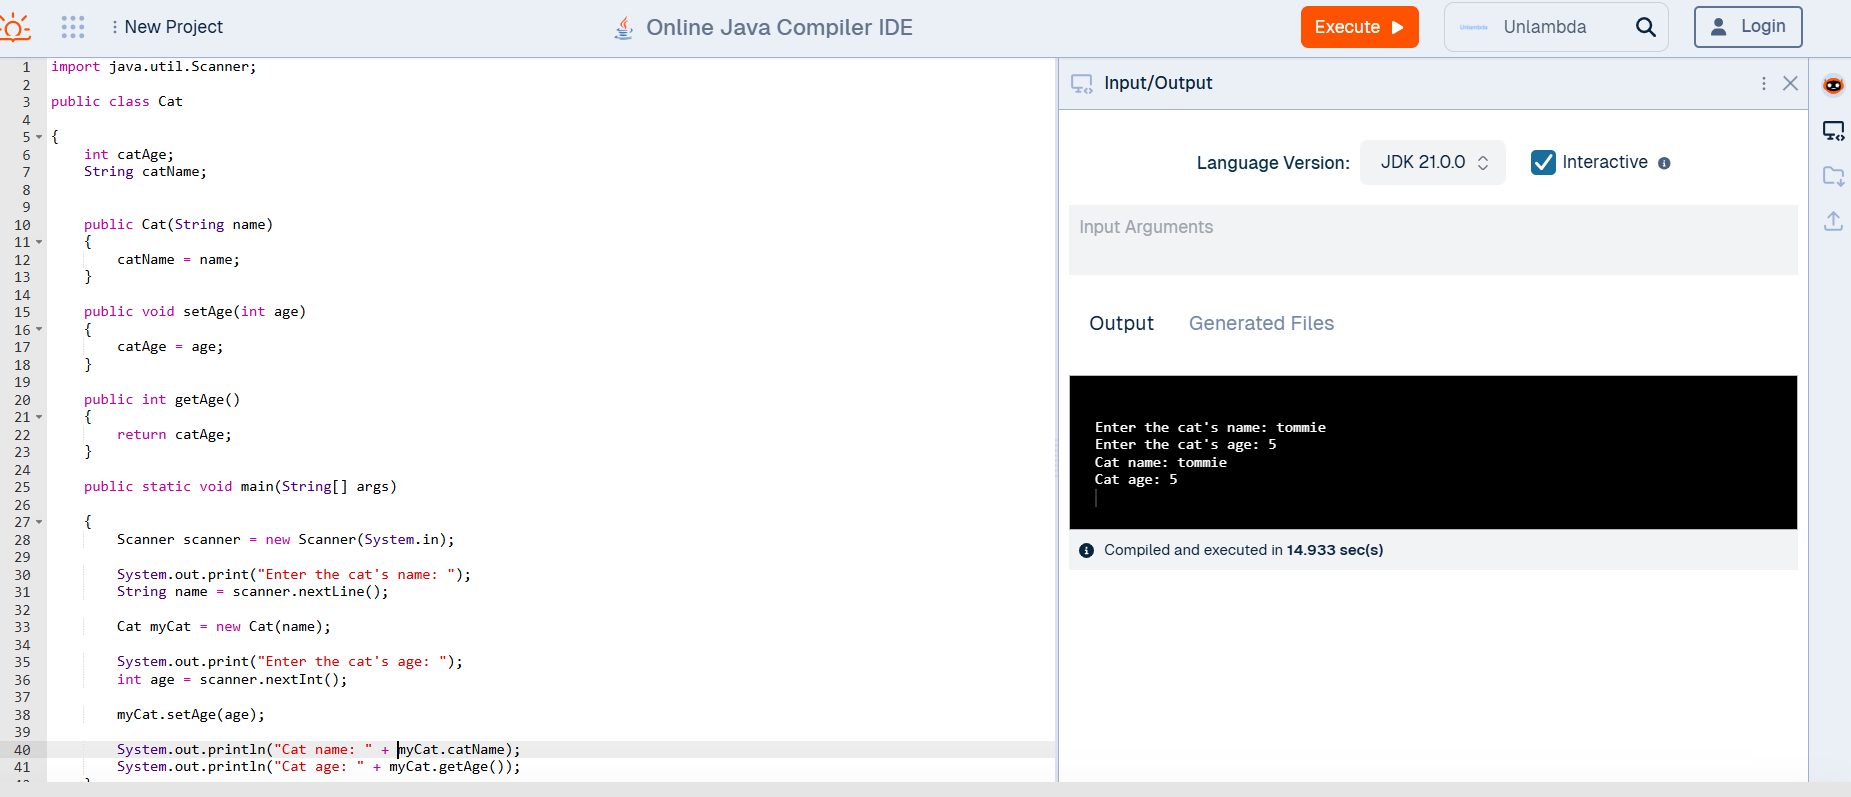 New Project
Online Java Compiler IDE
Execute
Unlambda
Unlambda
Login
1 import java.util.Scanner;
2
3 public class Cat
4
5 {
6 int catAge;
7 String catName;
8
9
10 public Cat(String name)
11 {
12 catName = name;
13 }
14
15 public void setAge(int age)
16 {
17 catAge = age;
18 }
19
20 public int getAge()
21 {
22 return catAge;
23 }
24
25 public static void main(String[] args)
26
27 {
28 Scanner scanner = new Scanner(System.in);
29
30 System.out.print("Enter the cat's name: ");
31 String name = scanner.nextLine();
32
33 Cat myCat = new Cat(name);
34
35 System.out.print("Enter the cat's age: ");
36 int age = scanner.nextInt();
37
38 myCat.setAge(age);
39
40 System.out.println("Cat name: " + myCat.catName);
41 System.out.println("Cat age: " + myCat.getAge());
Input/Output
Language Version:
JDK 21.0.0
Interactive
Input Arguments
Output
Generated Files
Enter the cat's name: tommie
Enter the cat's age: 5
Cat name: tommie
Cat age: 5
Compiled and executed in 14.933 sec(s)